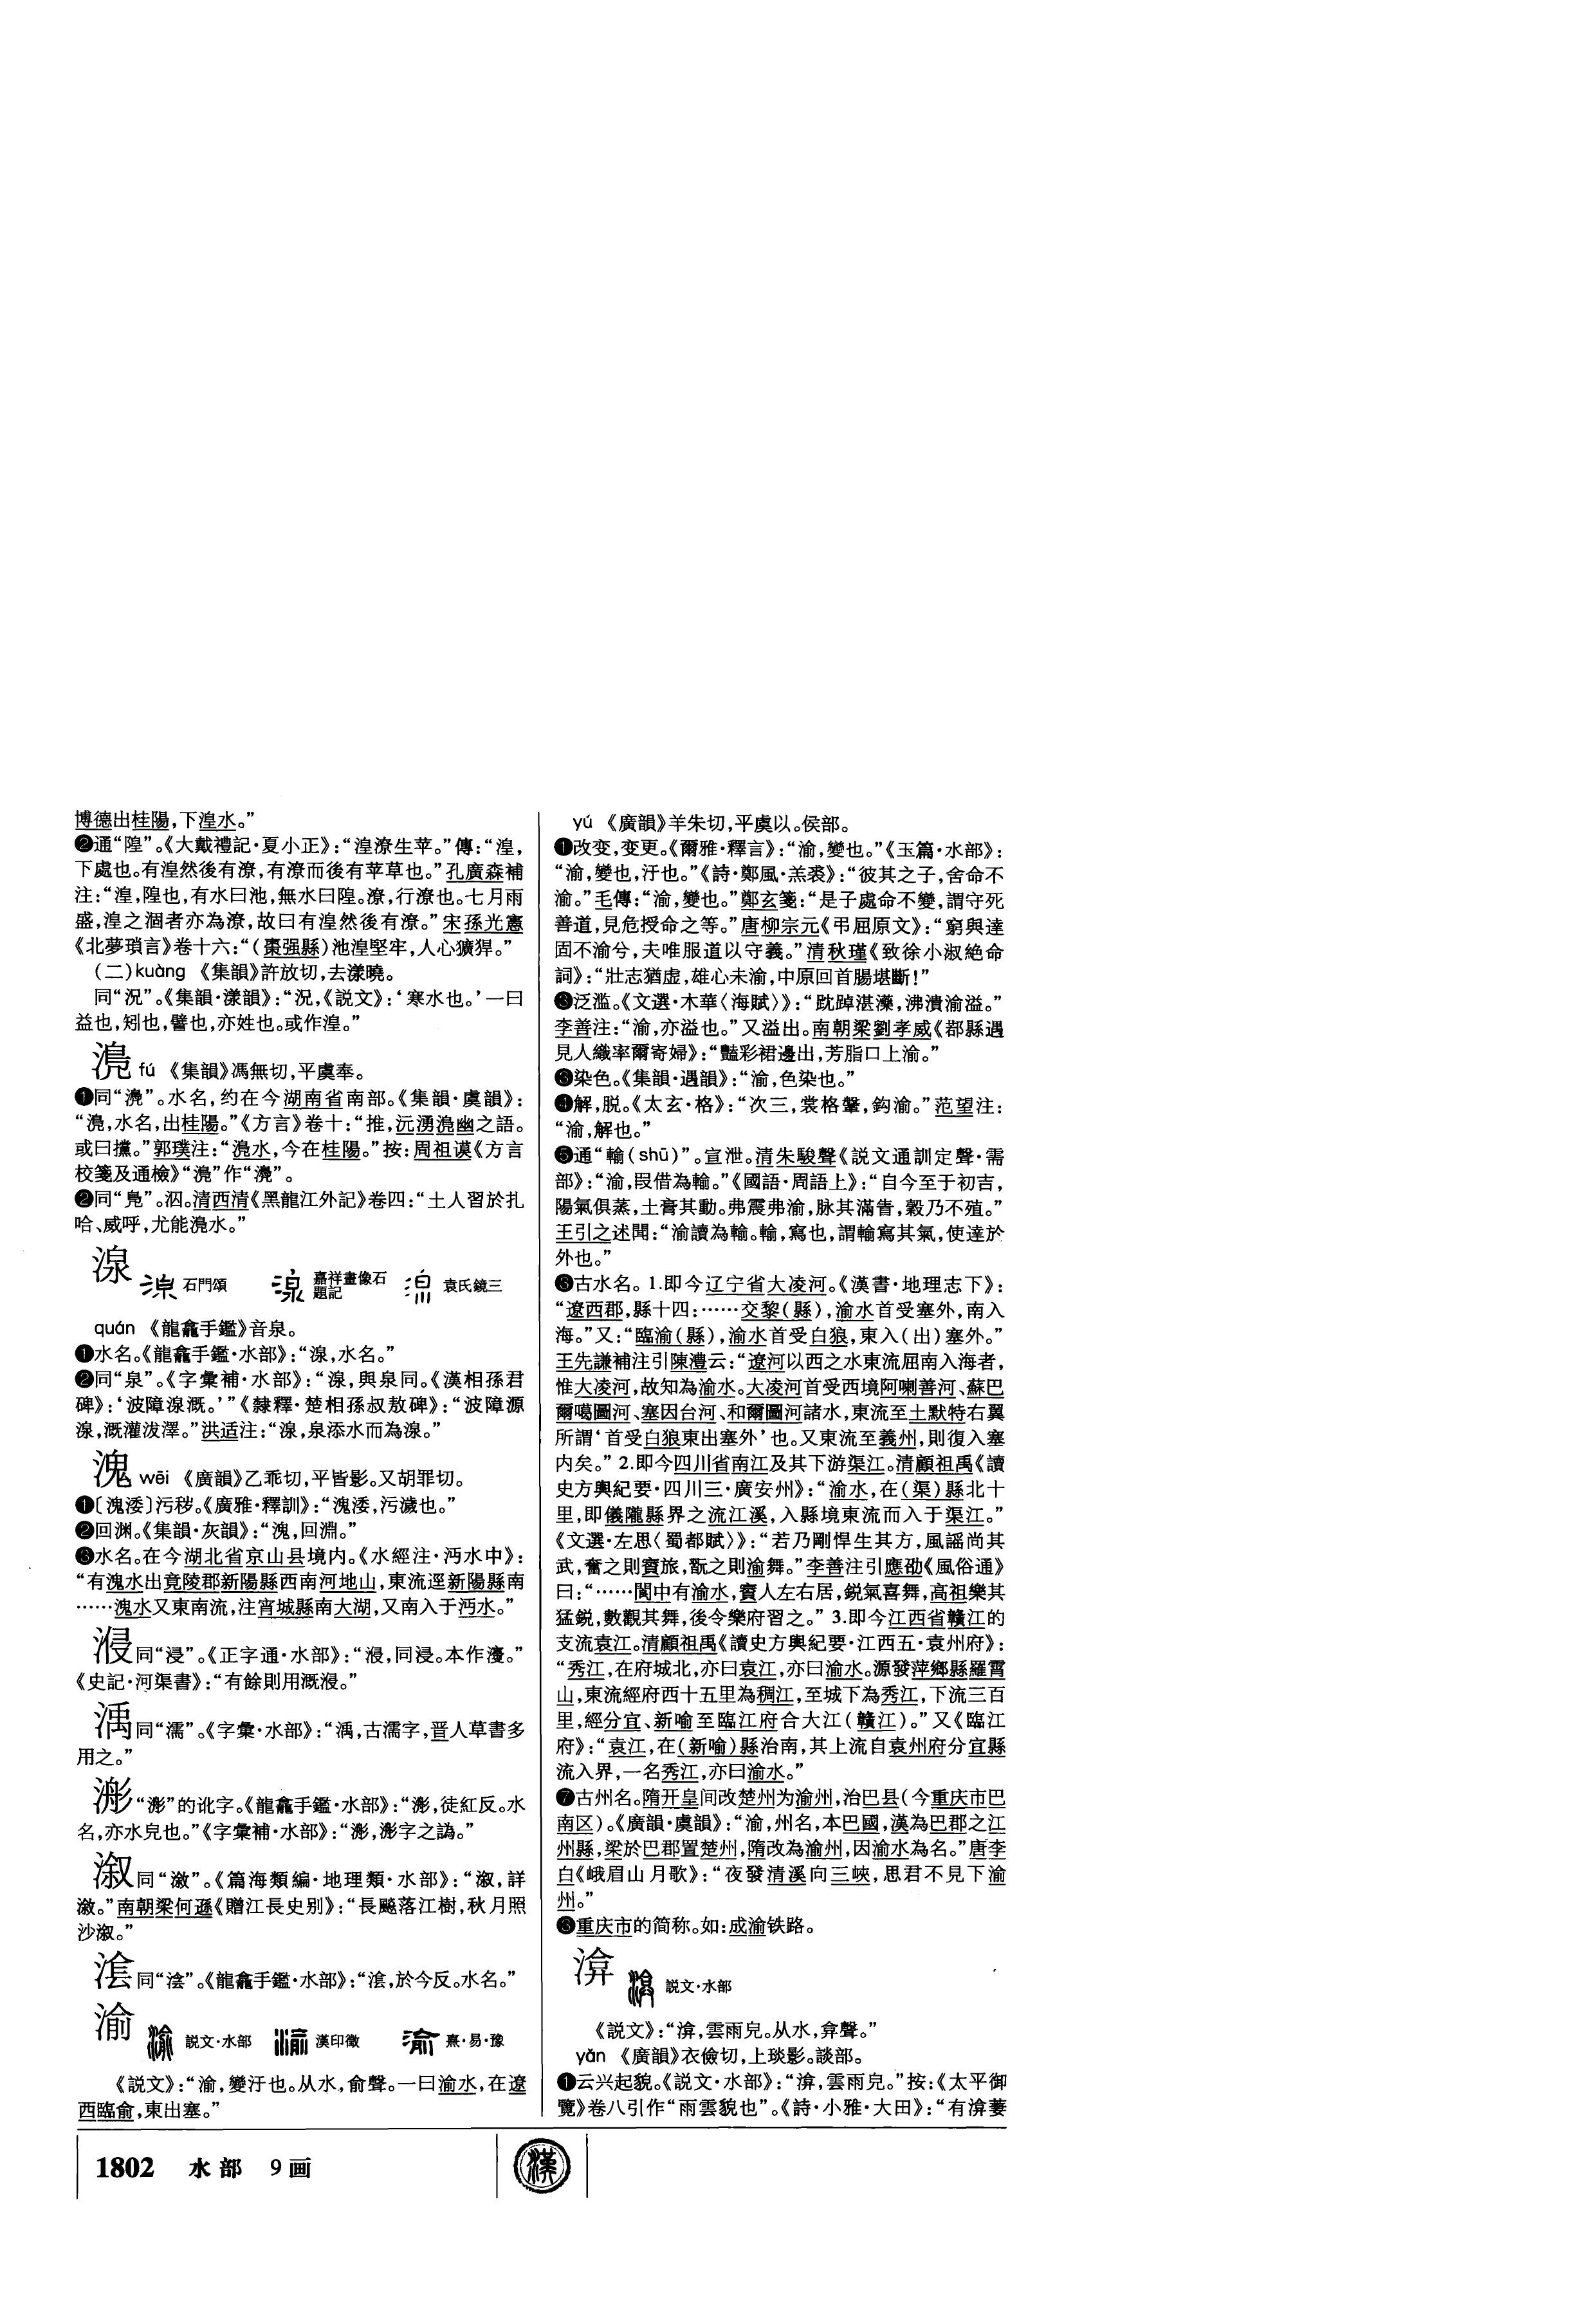 博德出桂陽，下湟水。”
❷通“隍”。《大戴禮記·夏小正》：“湟潦生苹。”傳：“湟，
下處也。有湟然後有潦，有潦而後有苹草也。”孔廣森補
注：“湟，隍也，有水曰池，無水曰隍。潦，行潦也。七月雨
盛，湟之涸者亦為潦，故曰有湟然後有潦。”宋孫光憲
《北夢瑣言》卷十六：“（棗强縣）池湟堅牢，人心獷猂。”
（二）kuàng 《集韻》許放切，去漾曉。
同“況”。《集韻·漾韻》：“況，《説文》：‘寒水也。’一曰
益也，矧也，譬也，亦姓也。或作湟。”
fú 《集韻》馮無切，平虞奉。
❶同“”。水名，约在今湖南省南部。《集韻·虞韻》：
“，水名，出桂陽。”《方言》卷十：“推，沅湧幽之語。
或曰攩。”郭璞注：“水，今在桂陽。”按：周祖谟《方言
校箋及通檢》“”作“”。
❷同“鳧”。泅。清西清《黑龍江外記》卷四：“土人習於扎
哈、威呼，尤能水。”
湶 石門頌 嘉祥畫像石題記 袁氏鏡三
quán 《龍龕手鑑》音泉。
❶水名。《龍龕手鑑·水部》：“湶，水名。”
❷同“泉”。《字彙補·水部》：“湶，與泉同。《漢相孫君
碑》：‘波障湶溉。’”《隸釋·楚相孫叔敖碑》：“波障源
湶，溉灌沷澤。”洪适注：“湶，泉添水而為湶。”
溾 wēi 《廣韻》乙乖切，平皆影。又胡罪切。
❶〔溾涹〕污秽。《廣雅·釋訓》：“溾涹，污濊也。”
❷回渊。《集韻·灰韻》：“溾，回淵。”
❸水名。在今湖北省京山县境内。《水經注·沔水中》：
“有溾水出竟陵郡新陽縣西南河地山，東流逕新陽縣南
……溾水又東南流，注宵城縣南大湖，又南入于沔水。”
同“浸”。《正字通·水部》：“，同浸。本作。”
《史記·河渠書》：“有餘則用溉。”
同“濡”。《字彙·水部》：“，古濡字，晋人草書多
用之。”
“”的讹字。《龍龕手鑑·水部》：“，徒紅反。水
名，亦水皃也。”《字彙補·水部》：“，字之譌。”
溆同“漵”。《篇海類編·地理類·水部》：“溆，詳
漵。”南朝梁何遜《贈江長史别》：“長飈落江樹，秋月照
沙溆。”
同“淦”。《龍龕手鑑·水部》：“，於今反。水名。”
渝 説文·水部 漢印徵 熹·易·豫
《説文》：“渝，變汙也。从水，俞聲。一曰渝水，在遼
西臨俞，東出塞。”
yú 《廣韻》羊朱切，平虞以。侯部。
❶改变，变更。《爾雅·釋言》：“渝，變也。”《玉篇·水部》：
“渝，變也，汙也。”《詩·鄭風·羔裘》：“彼其之子，舍命不
渝。”毛傳：“渝，變也。”鄭玄箋：“是子處命不變，謂守死
善道，見危授命之等。”唐柳宗元《弔屈原文》：“窮與達
固不渝兮，夫唯服道以守義。”清秋瑾《致徐小淑絶命
詞》：“壯志猶虚，雄心未渝，中原回首腸堪斷！”
❸泛滥。《文選·木華〈海賦〉》：“㳂踔湛瀁，沸潰渝溢。”
李善注：“渝，亦溢也。”又溢出。南朝梁劉孝威《郡縣遇
見人織率爾寄婦》：“豔彩裙邊出，芳脂口上渝。”
❸染色。《集韻·遇韻》：“渝，色染也。”
❹解，脱。《太玄·格》：“次三，裳格鞶，鈎渝。”范望注：
“渝，解也。”
❺通“輸（shū）”。宣泄。清朱駿聲《説文通訓定聲·需
部》：“渝，叚借為輸。”《國語·周語上》：“自今至于初吉，
陽氣俱蒸，土膏其動。弗震弗渝，脉其滿眚，穀乃不殖。”
王引之述聞：“渝讀為輸。輸，寫也，謂輸寫其氣，使達於
外也。”
❸古水名。1.即今辽宁省大凌河。《漢書·地理志下》：
“遼西郡，縣十四：……交黎（縣），渝水首受塞外，南入
海。”又：“臨渝（縣），渝水首受白狼，東入（出）塞外。”
王先謙補注引陳澧云：“遼河以西之水東流屈南入海者，
惟大凌河，故知為渝水。大凌河首受西境阿喇善河、蘇巴
爾噶圖河、塞因台河、和爾圖河諸水，東流至土默特右翼
所謂‘首受白狼東出塞外’也。又東流至義州，則復入塞
内矣。”2.即今四川省南江及其下游渠江。清顧祖禹《讀
史方輿紀要·四川三·廣安州》：“渝水，在（渠）縣北十
里，即儀隴縣界之流江溪，入縣境東流而入于渠江。”
《文選·左思〈蜀都賦〉》：“若乃剛悍生其方，風謡尚其
武，奮之則賨旅，翫之則渝舞。”李善注引應劭《風俗通》
曰：“……閬中有渝水，賨人左右居，鋭氣喜舞，高祖樂其
猛鋭，數觀其舞，後令樂府習之。”3.即今江西省贛江的
支流袁江。清顧祖禹《讀史方輿紀要·江西五·袁州府》：
“秀江，在府城北，亦曰袁江，亦曰渝水。源發萍鄉縣羅霄
山，東流經府西十五里為稠江，至城下為秀江，下流三百
里，經分宜、新喻至臨江府合大江（贛江）。”又《臨江
府》：“袁江，在（新喻）縣治南，其上流自袁州府分宜縣
流入界，一名秀江，亦曰渝水。”
❼古州名。隋开皇间改楚州为渝州，治巴县（今重庆市巴
南区）。《廣韻·虞韻》：“渝，州名，本巴國，漢為巴郡之江
州縣，梁於巴郡置楚州，隋改為渝州，因渝水為名。”唐李
白《峨眉山月歌》：“夜發清溪向三峽，思君不見下渝
州。”
❸重庆市的简称。如：成渝铁路。
渰 説文·水部
《説文》：“渰，雲雨皃。从水，弇聲。”
yǎn 《廣韻》衣儉切，上琰影。談部。
❶云兴起貌。《説文·水部》：“渰，雲雨皃。”按：《太平御
覽》卷八引作“雨雲貌也”。《詩·小雅·大田》：“有渰萋
1802 水部 9画
漢